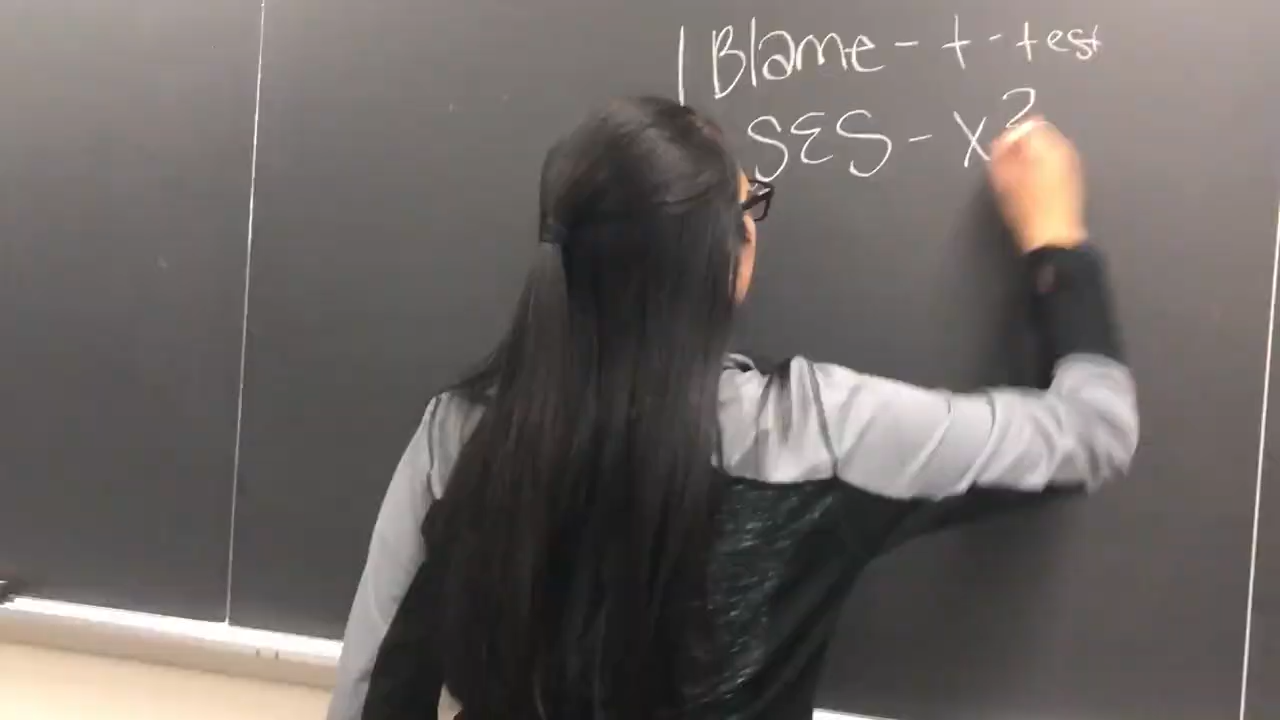 | Blame - t - test
SES - X²